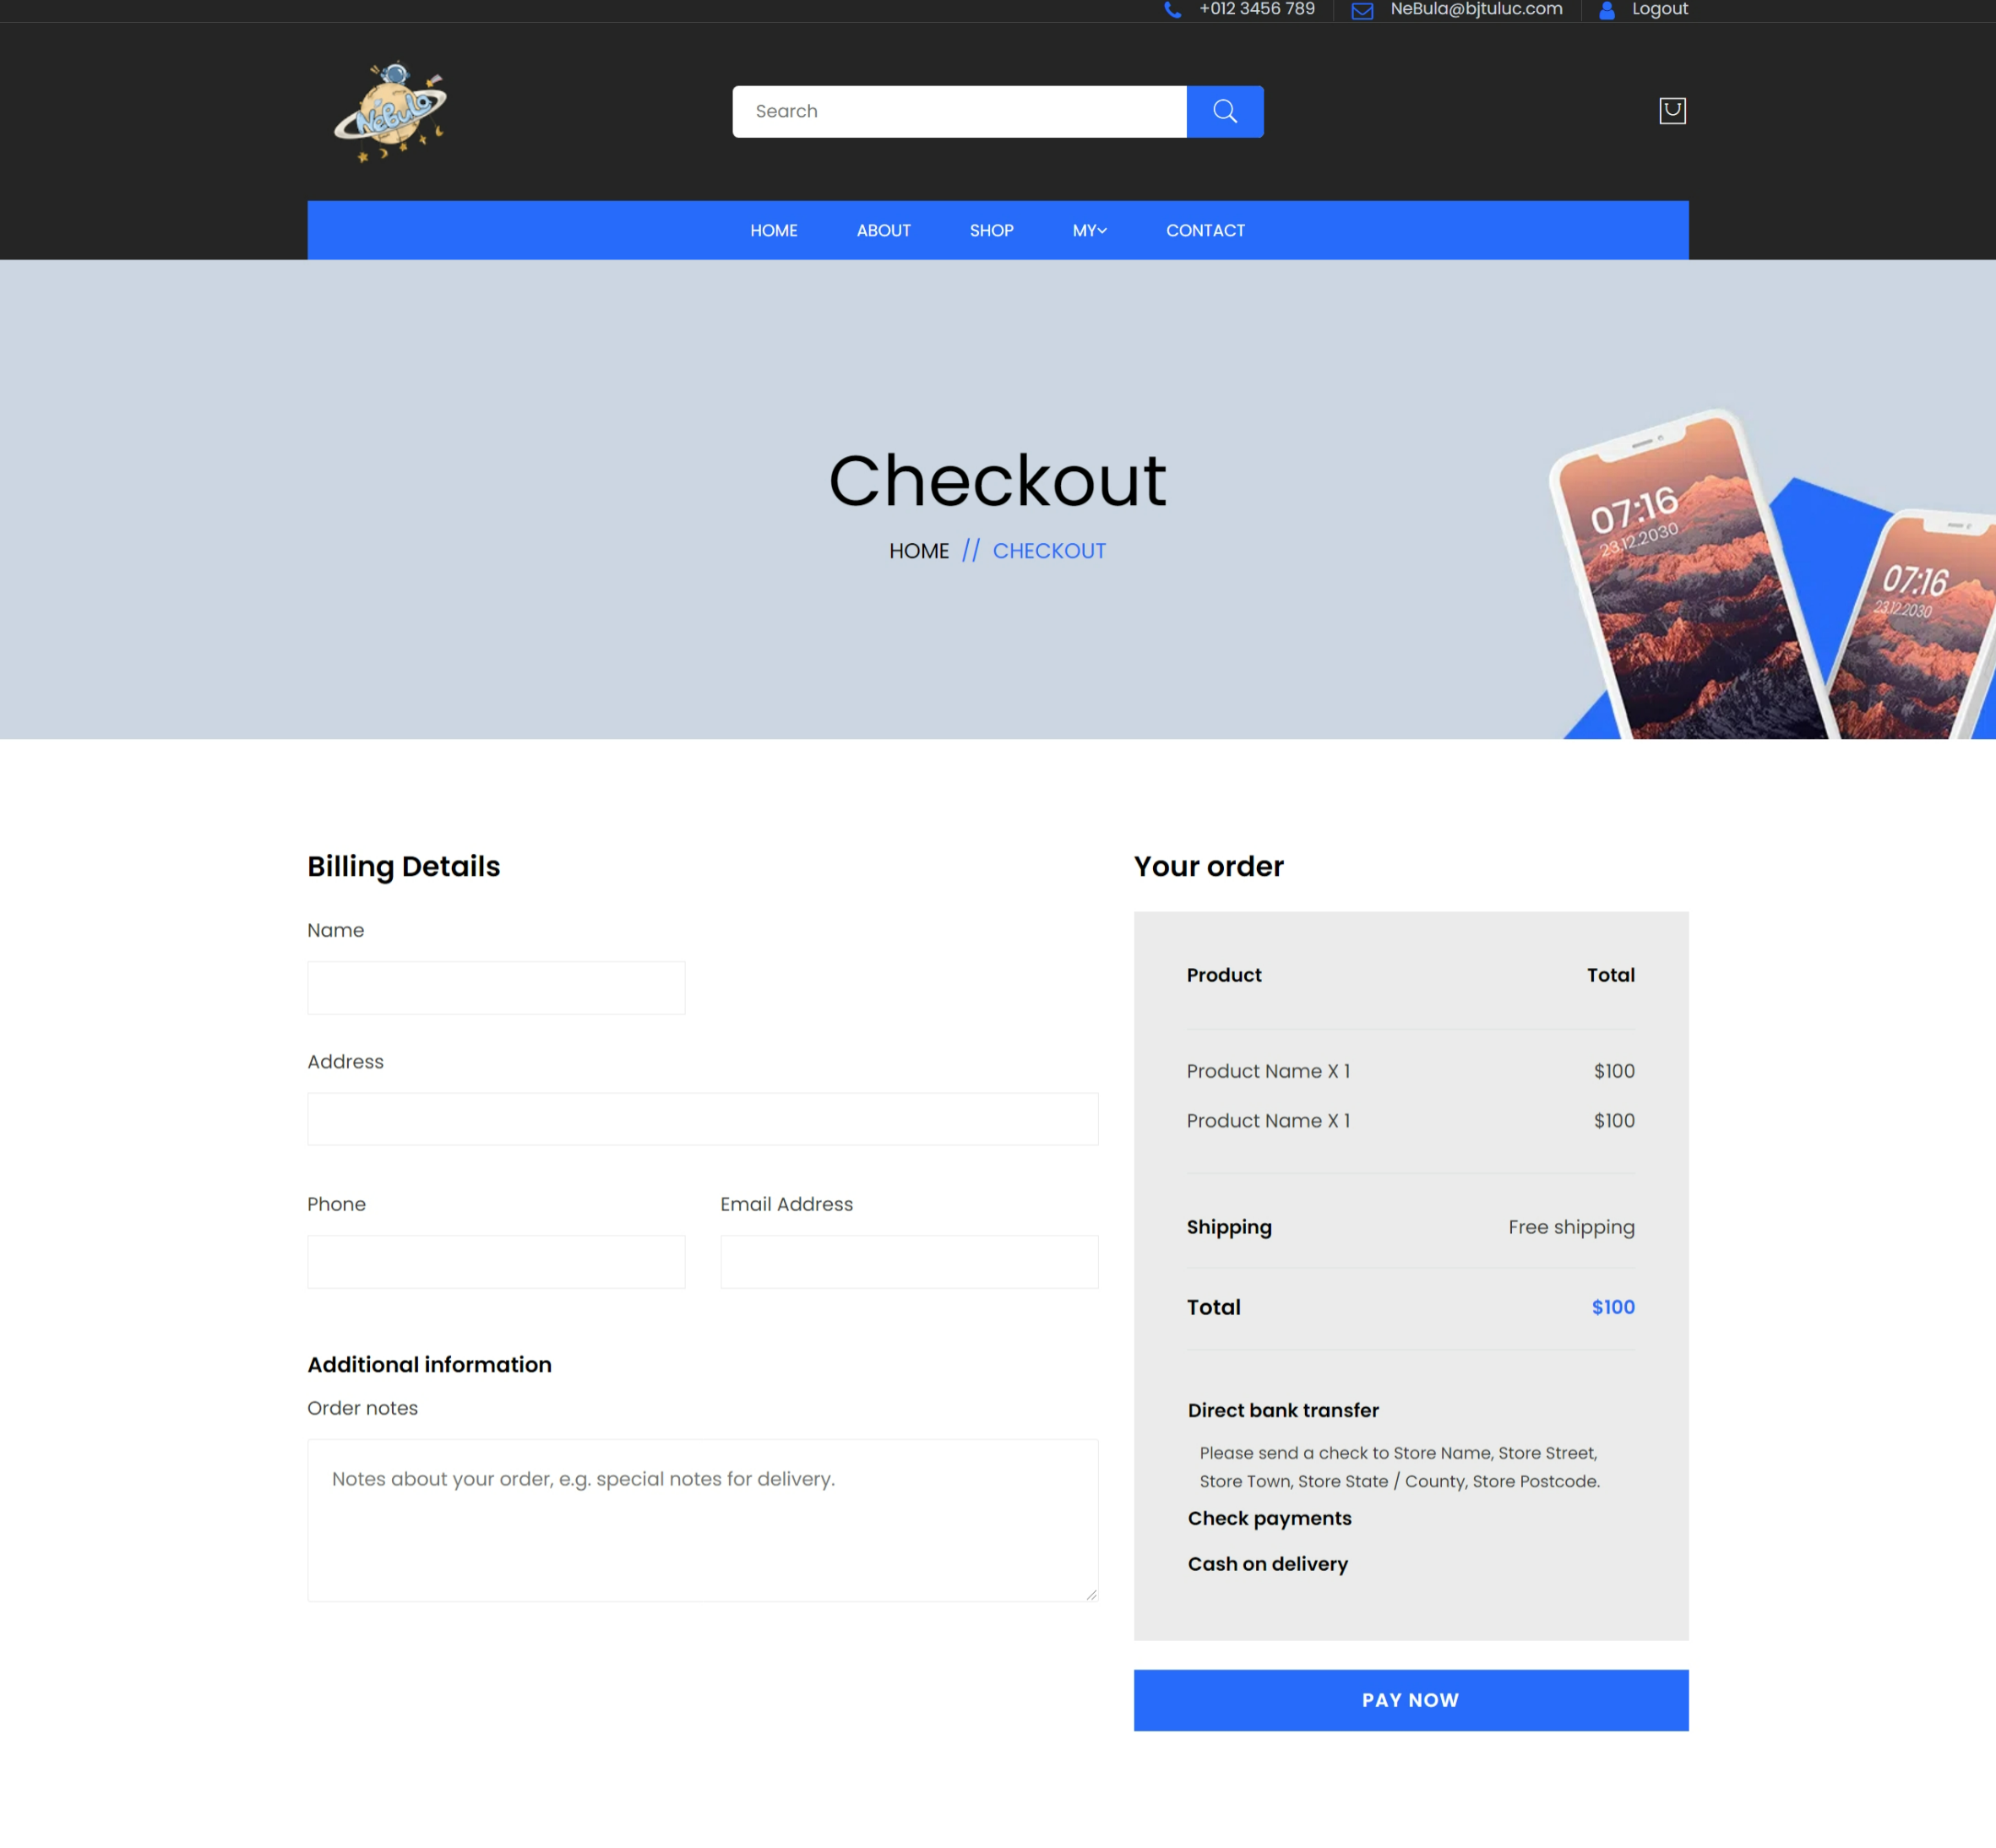 +012 3456 789 NeBula@bjtuluc.com Logout
NeBula
Search
HOME ABOUT SHOP MY CONTACT
Checkout
HOME // CHECKOUT
07:16
23.12.2030
07:16
23.12.2030
Billing Details
Name
Address
Phone Email Address
Additional information
Order notes
Notes about your order, e.g. special notes for delivery.
Your order
Product Total
Product Name X 1 $100
Product Name X 1 $100
Shipping Free shipping
Total $100
Direct bank transfer
Please send a check to Store Name, Store Street,
Store Town, Store State / County, Store Postcode.
Check payments
Cash on delivery
PAY NOW